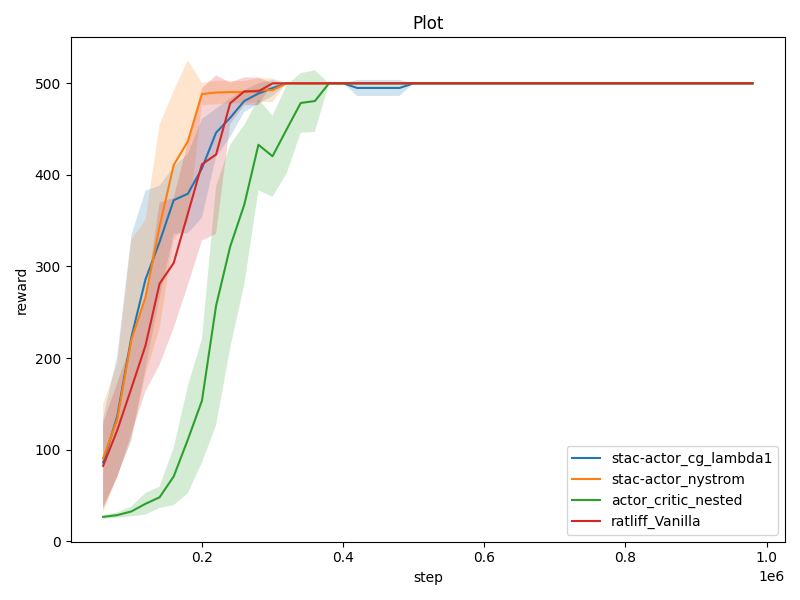 Plot
reward
500
400
300
200
100
0
0.2
0.4
0.6
0.8
1.0
1e6
step
stac-actor_cg_lambda1
stac-actor_nystrom
actor_critic_nested
ratliff_Vanilla